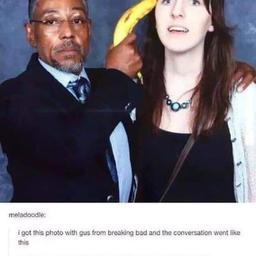 meladoodle:
i got this photo with gus from breaking bad and the conversation went like
this